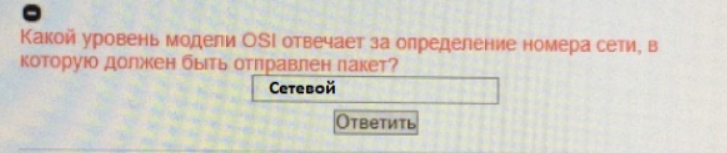 Какой уровень модели OSI отвечает за определение номера сети, в
которую должен быть отправлен пакет?
Сетевой
Ответить